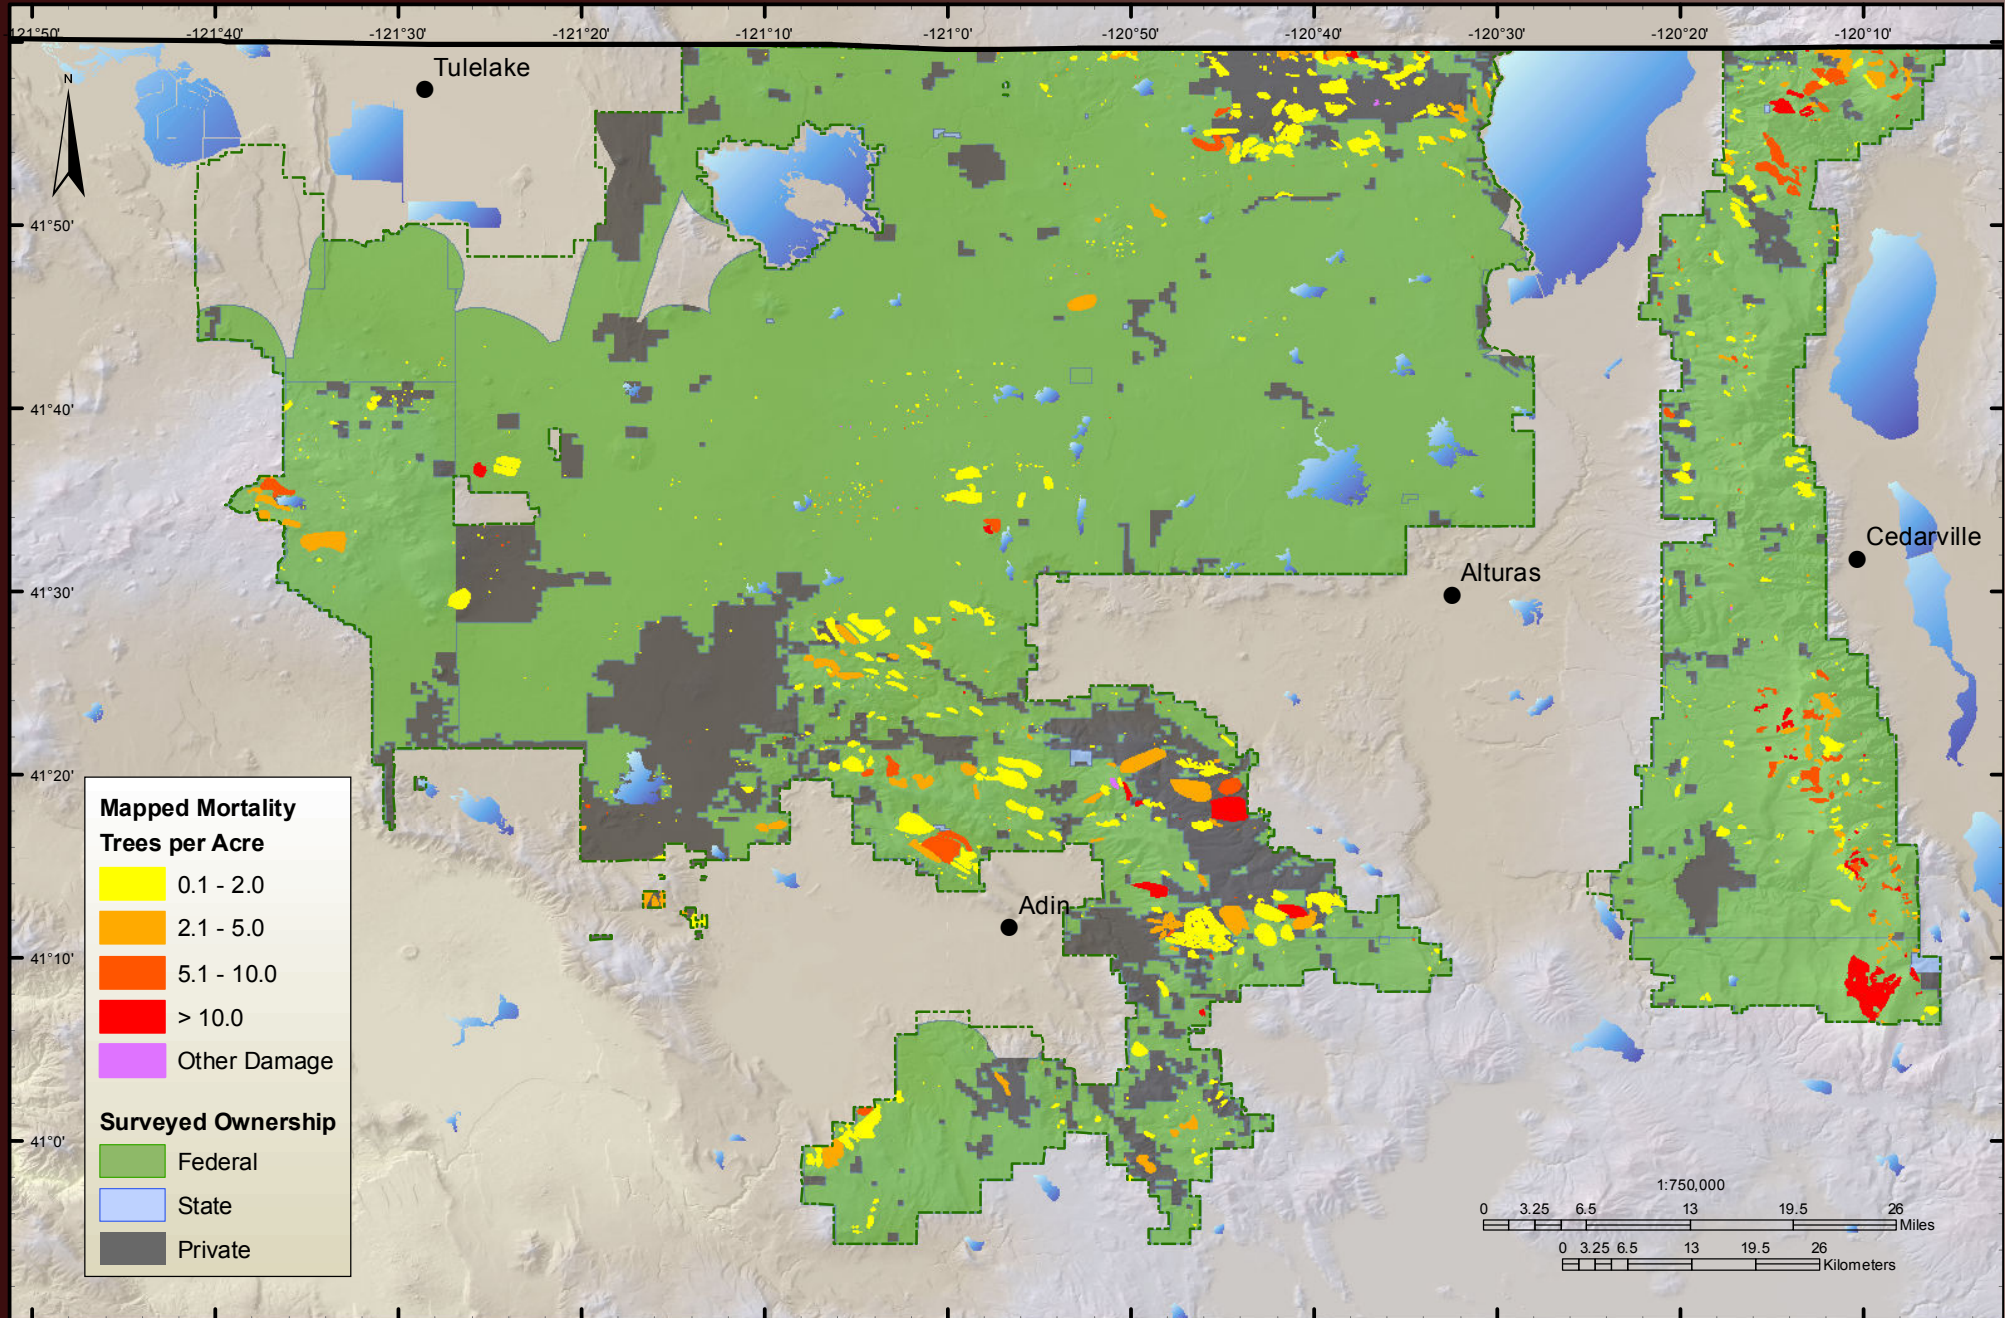 -121°50' -121°40' -121°30' -121°20' -121°10' -121°0' -120°50' -120°40' -120°30' -120°20' -120°10'
N
Tulelake
41°50'
41°40'
Cedarville
Alturas
41°30'
41°20'
Mapped Mortality
Trees per Acre
0.1 - 2.0
2.1 - 5.0
5.1 - 10.0
> 10.0
Other Damage
Surveyed Ownership
Federal
State
Private
Adin
41°10'
41°0'
1:750,000
0 3.25 6.5 13 19.5 26
Miles
0 3.25 6.5 13 19.5 26
Kilometers